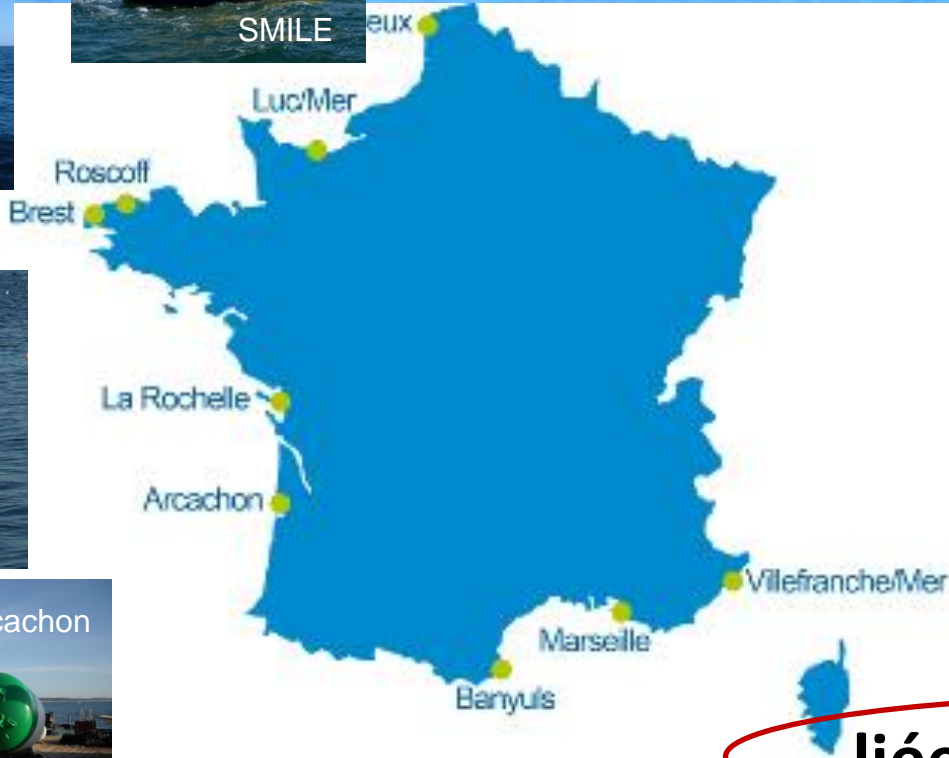 SMILE
eux
Luc/Mer
Roscoff
Brest
La Rochelle
Arcachon
cachon
Villefranche/Mer
Marseille
Banyuls